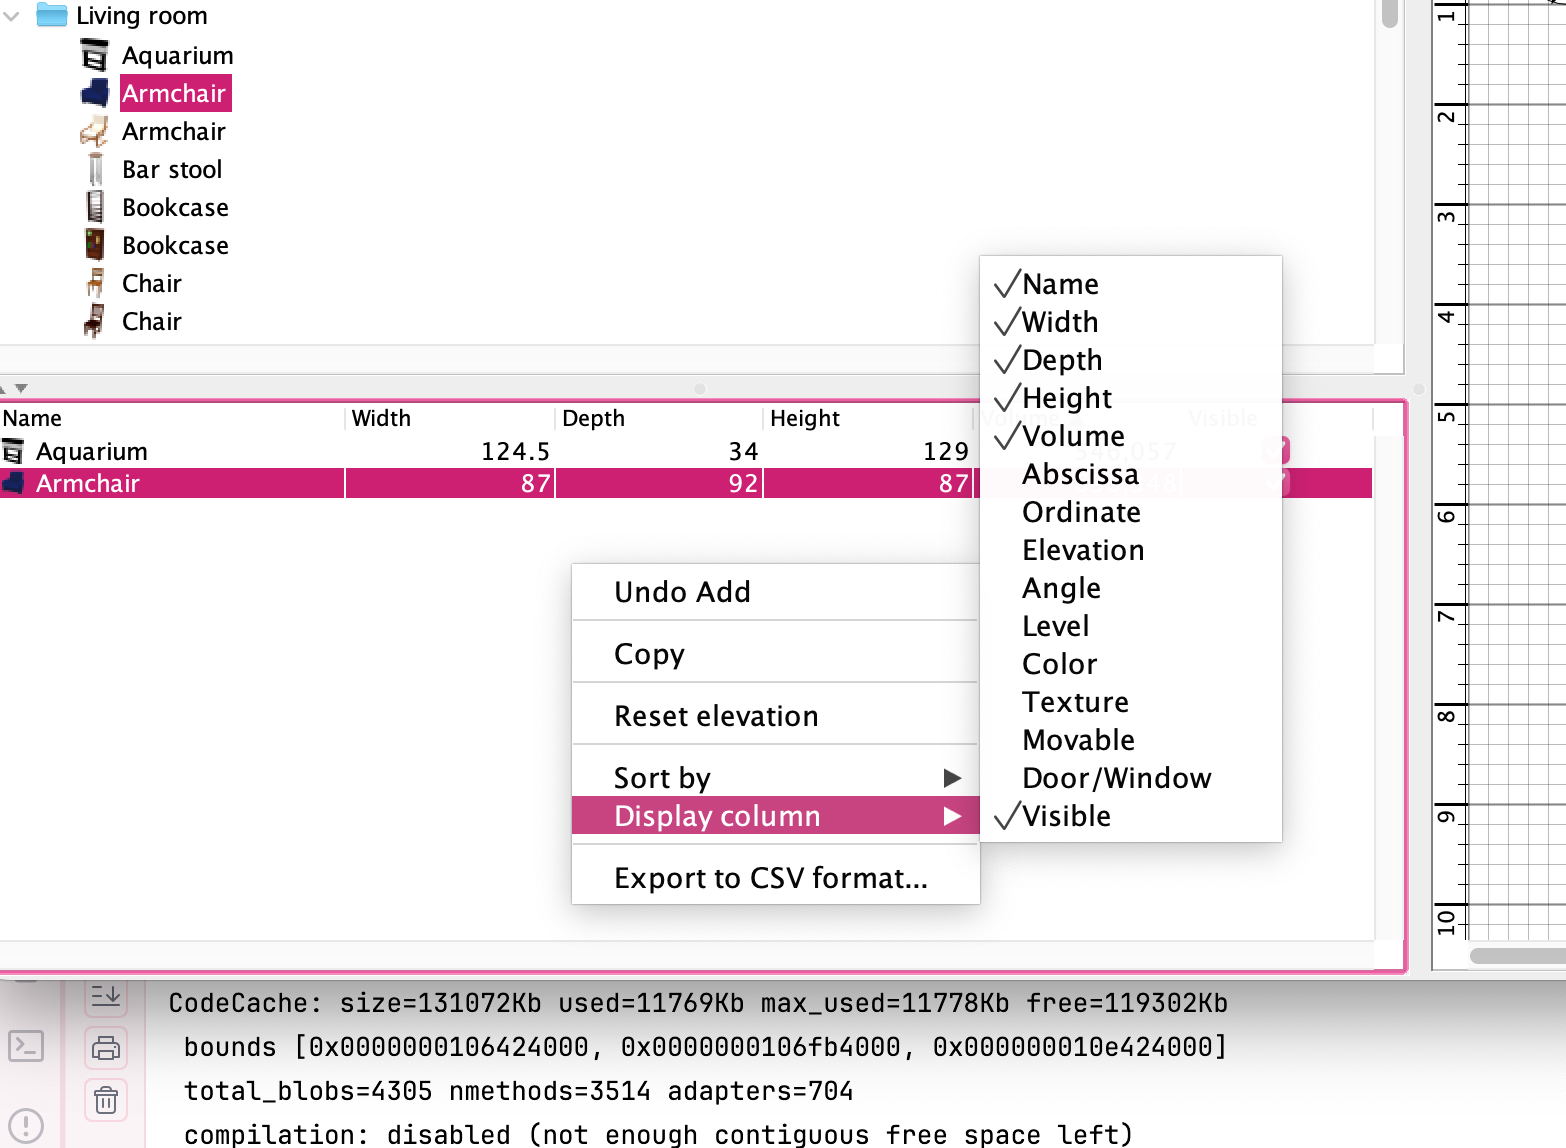 Living room
Aquarium
Armchair
Armchair
Bar stool
Bookcase
Bookcase
Chair
Chair
Name Width Depth Height Volume Visible
Aquarium 124.5 34 129 546,057
Armchair 87 92 87
Undo Add
Copy
Reset elevation
Sort by
Display column
Export to CSV format...
Name
Width
Depth
Height
Volume
Abscissa
Ordinate
Elevation
Angle
Level
Color
Texture
Movable
Door/Window
Visible
1
2
3
4
5
6
7
8
9
10
CodeCache: size=131072Kb used=11769Kb max_used=11778Kb free=119302Kb
bounds [0x0000000106424000, 0x0000000106fb4000, 0x000000010e424000]
total_blobs=4305 nmethods=3514 adapters=704
compilation: disabled (not enough contiguous free space left)